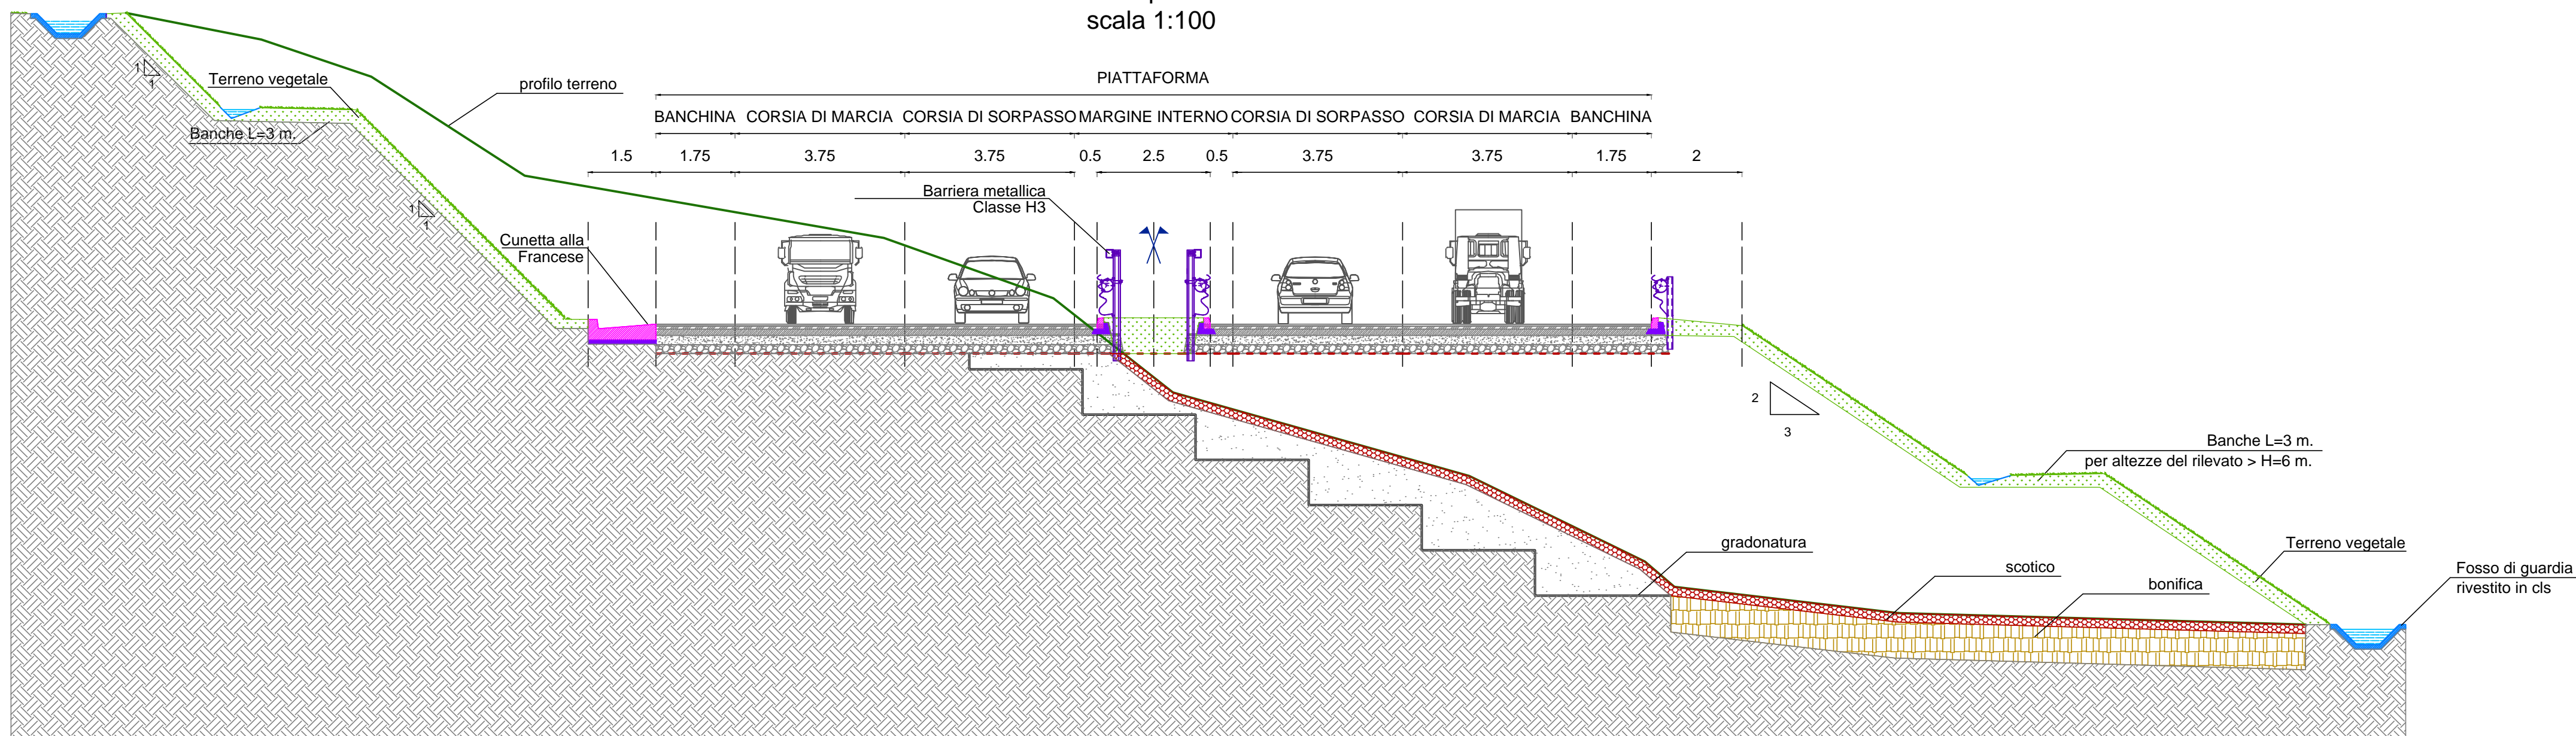 scala 1:100
PIATTAFORMA
BANCHINA CORSIA DI MARCIA CORSIA DI SORPASSO MARGINE INTERNO CORSIA DI SORPASSO CORSIA DI MARCIA BANCHINA
1.5 1.75 3.75 3.75 0.5 2.5 0.5 3.75 3.75 1.75 2
1
1
Terreno vegetale
profilo terreno
Banche L=3 m.
1
1
Barriera metallica
Classe H3
Cunetta alla
Francese
2
3
Banche L=3 m.
per altezze del rilevato > H=6 m.
gradonatura
scotico
bonifica
Terreno vegetale
Fosso di guardia
rivestito in cls